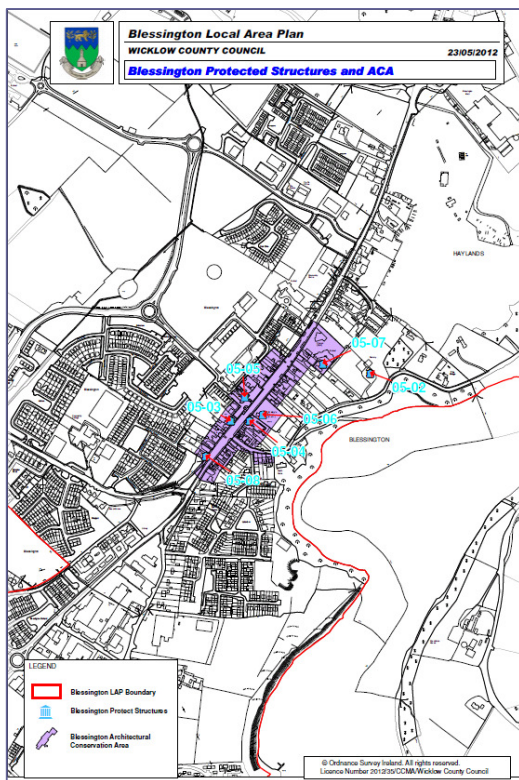 Blessington Local Area Plan
WICKLOW COUNTY COUNCIL 23/05/2012
Blessington Protected Structures and ACA
HAYLANDS
05-07
05-05
05-02
05-03
05-06
05-04
BLESSINGTON
05-08
LEGEND
Blessington LAP Boundary
Blessington Protect Structures
Blessington Architectural
Conservation Area
© Ordnance Survey Ireland. All rights reserved.
Licence Number 2012/35/CCMA/Wicklow County Council